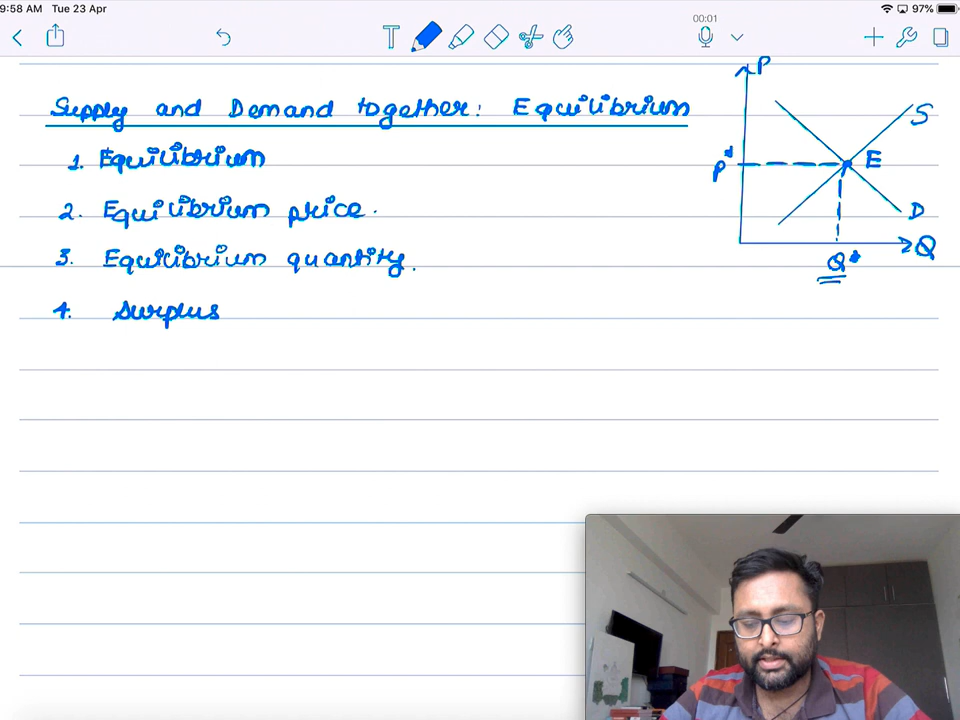 9:58 AM Tue 23 Apr
97%
00:01
T
Supply and Demand together: Equilibrium
1. Equilibrium
2. Equilibrium price.
3. Equilibrium quantity.
4. Surplus
P
S
P*
E
D
Q
Q*